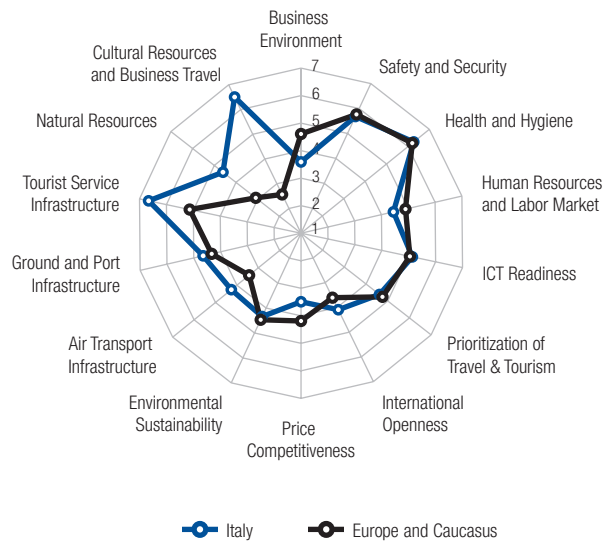 Business
Environment
Cultural Resources
and Business Travel
Safety and Security
Natural Resources
Health and Hygiene
Tourist Service
Infrastructure
Human Resources
and Labor Market
Ground and Port
Infrastructure
ICT Readiness
Air Transport
Infrastructure
Prioritization of
Travel & Tourism
Environmental
Sustainability
International
Openness
Price
Competitiveness
7
6
5
4
3
2
1
Italy
Europe and Caucasus